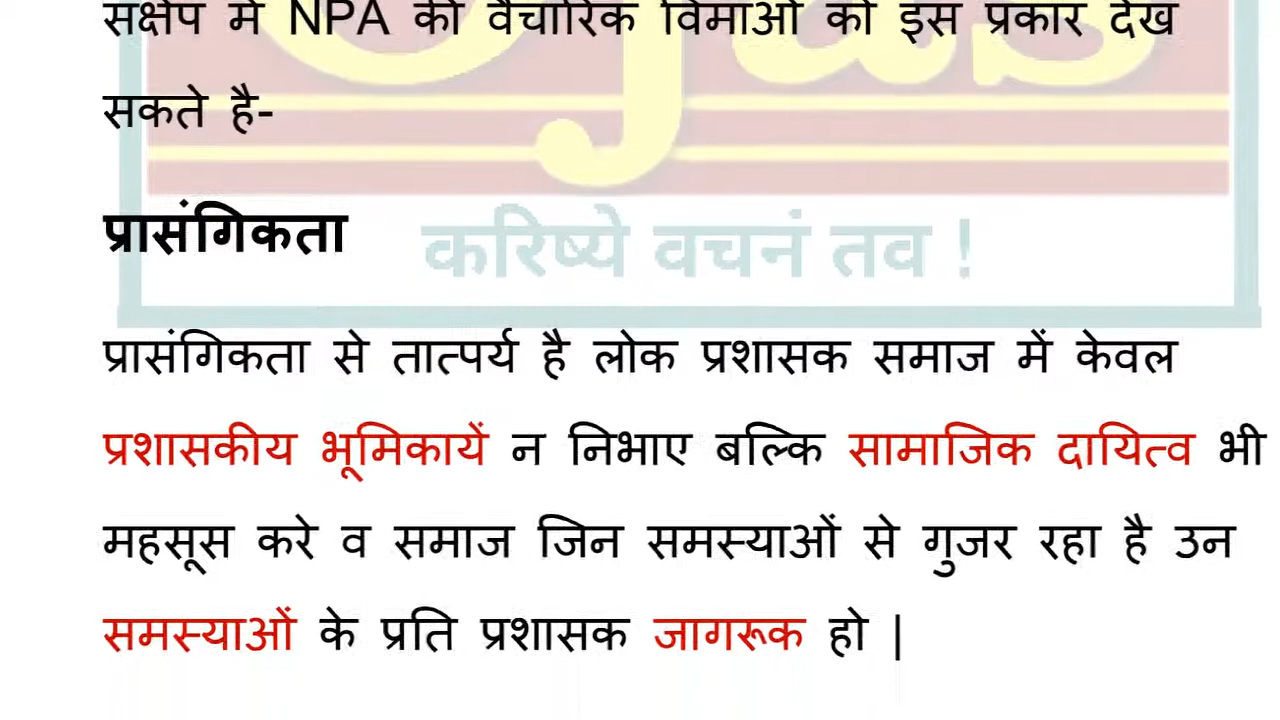 संक्षेप में NPA की वैचारिक विमाओं को इस प्रकार देख
सकते है-
प्रासंगिकता
करिष्ये वचनं तव !
प्रासंगिकता से तात्पर्य है लोक प्रशासक समाज में केवल
प्रशासकीय भूमिकायें न निभाए बल्कि सामाजिक दायित्व भी
महसूस करे व समाज जिन समस्याओं से गुजर रहा है उन
समस्याओं के प्रति प्रशासक जागरूक हो |